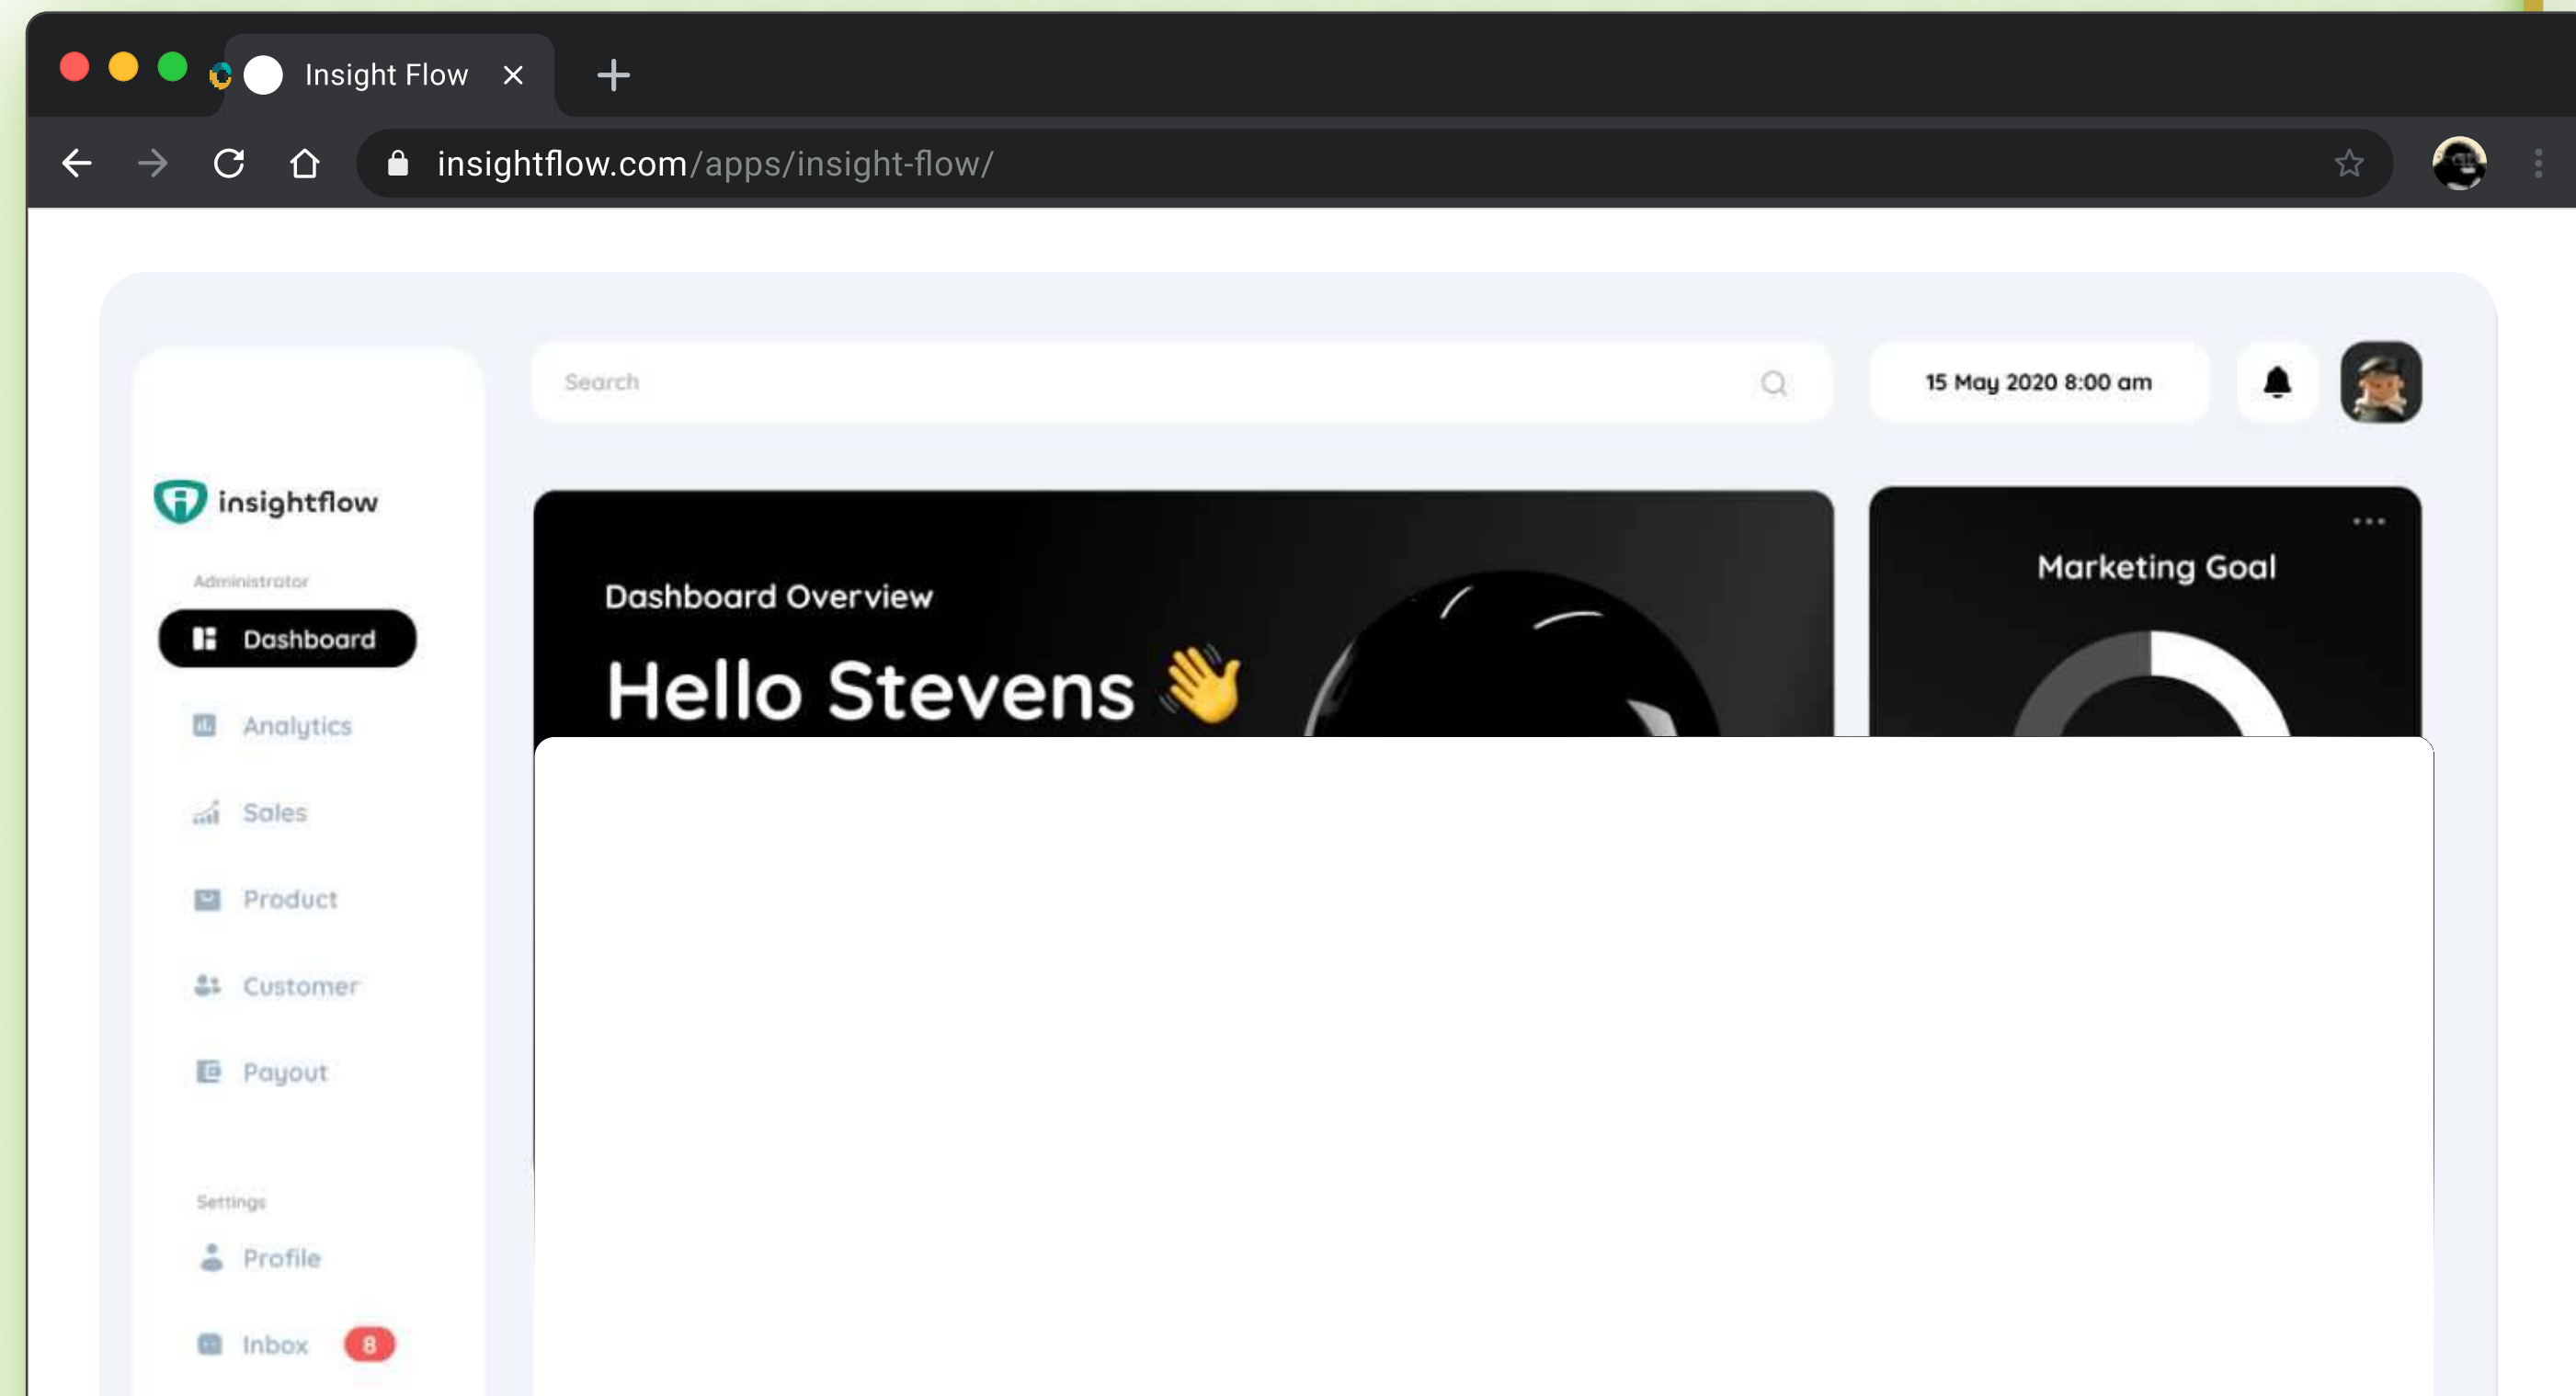 Insight Flow
insightflow.com/apps/insight-flow/
Search
15 May 2020 8:00 am
insightflow
Administrator
Dashboard
Analytics
Sales
Product
Customer
Payout
Settings
Profile
Inbox 8
Dashboard Overview
Hello Stevens 👋
Marketing Goal